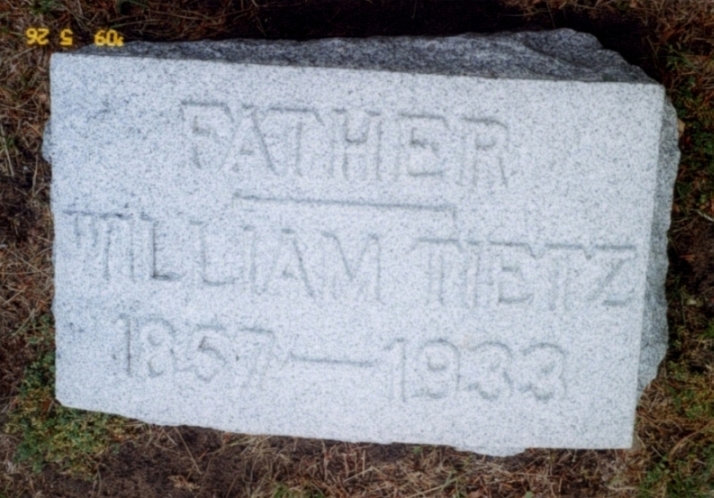 '09 5 26
FATHER
WILLIAM TIETZ
1857—1933